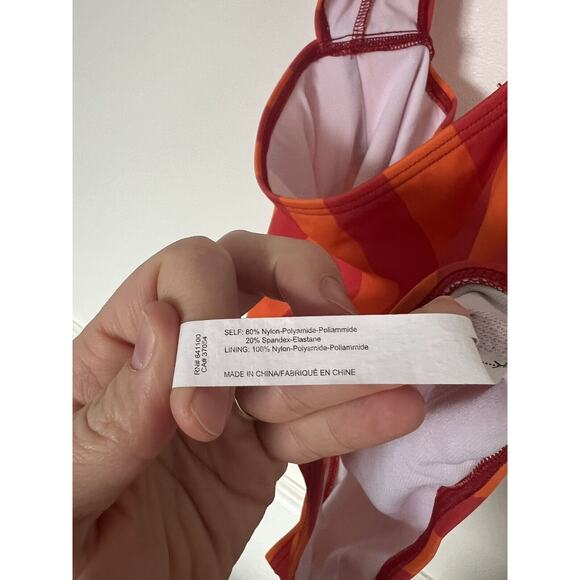 RN# 641100
CA# 37054
SELF: 80% Nylon-Polyamide-Poliammide
20% Spandex-Elastane
LINING: 100% Nylon-Polyamide-Poliammide
MADE IN CHINA/FABRIQUÉ EN CHINE